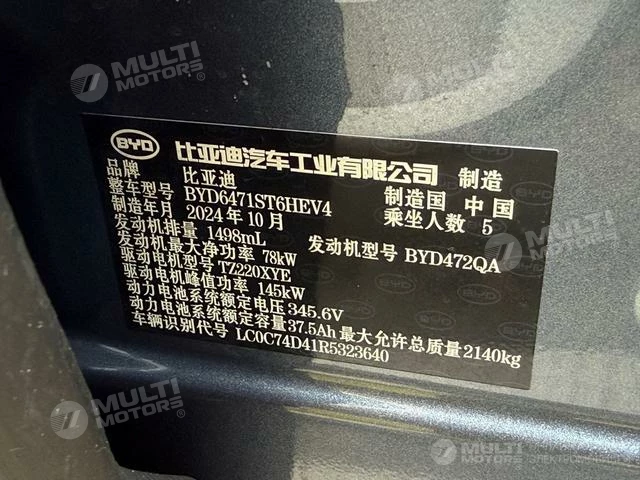 MULTI MOTORS®
MULTI MOTORS®
BYD 比亚迪汽车工业有限公司 制造
品牌 比亚迪 制造国 中国
整车型号 BYD6471ST6HEV4 乘坐人数 5
制造年月 2024年10月
发动机排量 1498mL 发动机型号 BYD472QA
发动机最大净功率 78kW
驱动电机型号 TZ220XYE
驱动电机峰值功率 145kW
动力电池系统额定电压 345.6V
动力电池系统额定容量 37.5Ah 最大允许总质量 2140kg
车辆识别代号 LC0C74D41R5323640
MULTI MOTORS®
MULTI MOTORS®
MULTI MOTORS